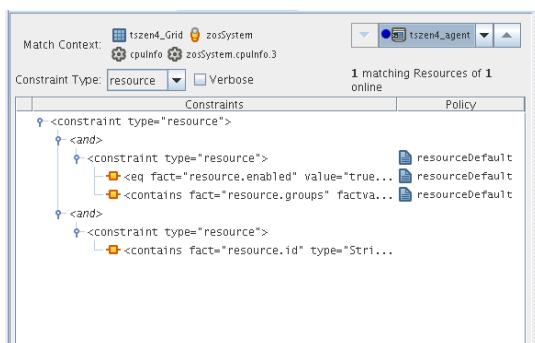 Match Context: tszen4_Grid zosSystem
cpuInfo zosSystem.cpuInfo.3
tszen4_agent
Constraint Type: resource Verbose
1 matching Resources of 1
online
Constraints Policy
<constraint type="resource">
<and>
<constraint type="resource"> resourceDefault
<eq fact="resource.enabled" value="true... resourceDefault
<contains fact="resource.groups" factva... resourceDefault
<and>
<constraint type="resource">
<contains fact="resource.id" type="Stri...